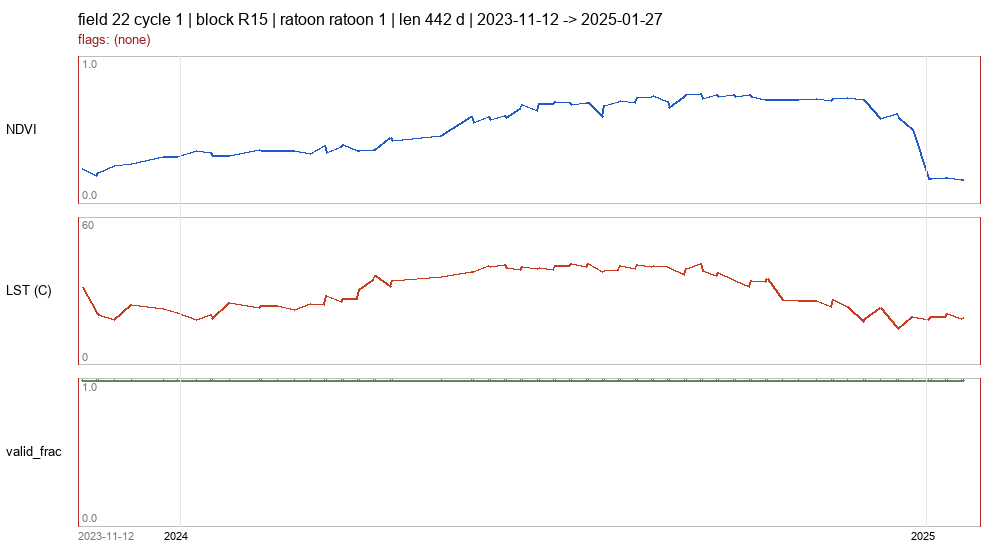 field 22 cycle 1 | block R15 | ratoon ratoon 1 | len 442 d | 2023-11-12 -> 2025-01-27
flags: (none)
1.0
NDVI
0.0
60
LST (C)
0
1.0
valid_frac
0.0
2023-11-12 2024 2025